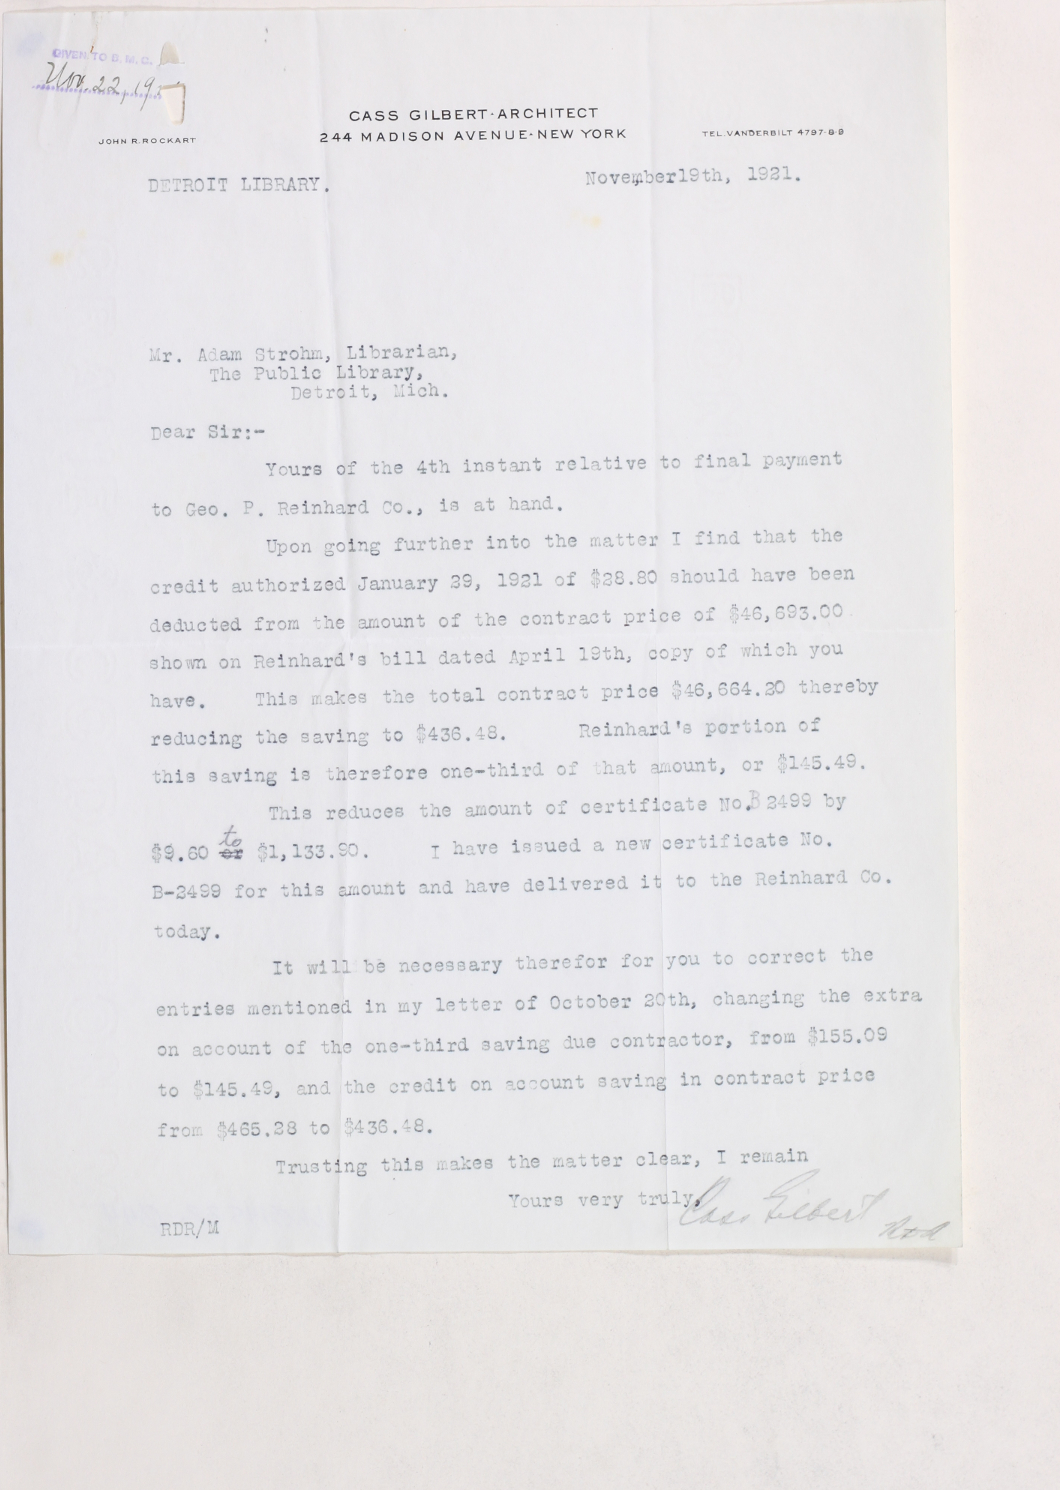 GIVEN TO B. M. C.
Nov. 22, 19
CASS GILBERT·ARCHITECT
244 MADISON AVENUE·NEW YORK
JOHN R. ROCKART
TEL. VANDERBILT 4797-8-9
DETROIT LIBRARY.
November19th, 1921.
Mr. Adam Strohm, Librarian,
The Public Library,
Detroit, Mich.
Dear Sir:-
Yours of the 4th instant relative to final payment
to Geo. P. Reinhard Co., is at hand.
Upon going further into the matter I find that the
credit authorized January 29, 1921 of $28.80 should have been
deducted from the amount of the contract price of $46,693.00
shown on Reinhard's bill dated April 19th, copy of which you
have. This makes the total contract price $46,664.20 thereby
reducing the saving to $436.48. Reinhard's portion of
this saving is therefore one-third of that amount, or $145.49.
This reduces the amount of certificate No.B 2499 by
to
$9.60 or $1,133.90. I have issued a new certificate No.
B-2499 for this amount and have delivered it to the Reinhard Co.
today.
It will be necessary therefor for you to correct the
entries mentioned in my letter of October 20th, changing the extra
on account of the one-third saving due contractor, from $155.09
to $145.49, and the credit on account saving in contract price
from $465.28 to $436.48.
Trusting this makes the matter clear, I remain
Yours very truly,
Cass Gilbert
RDR/M